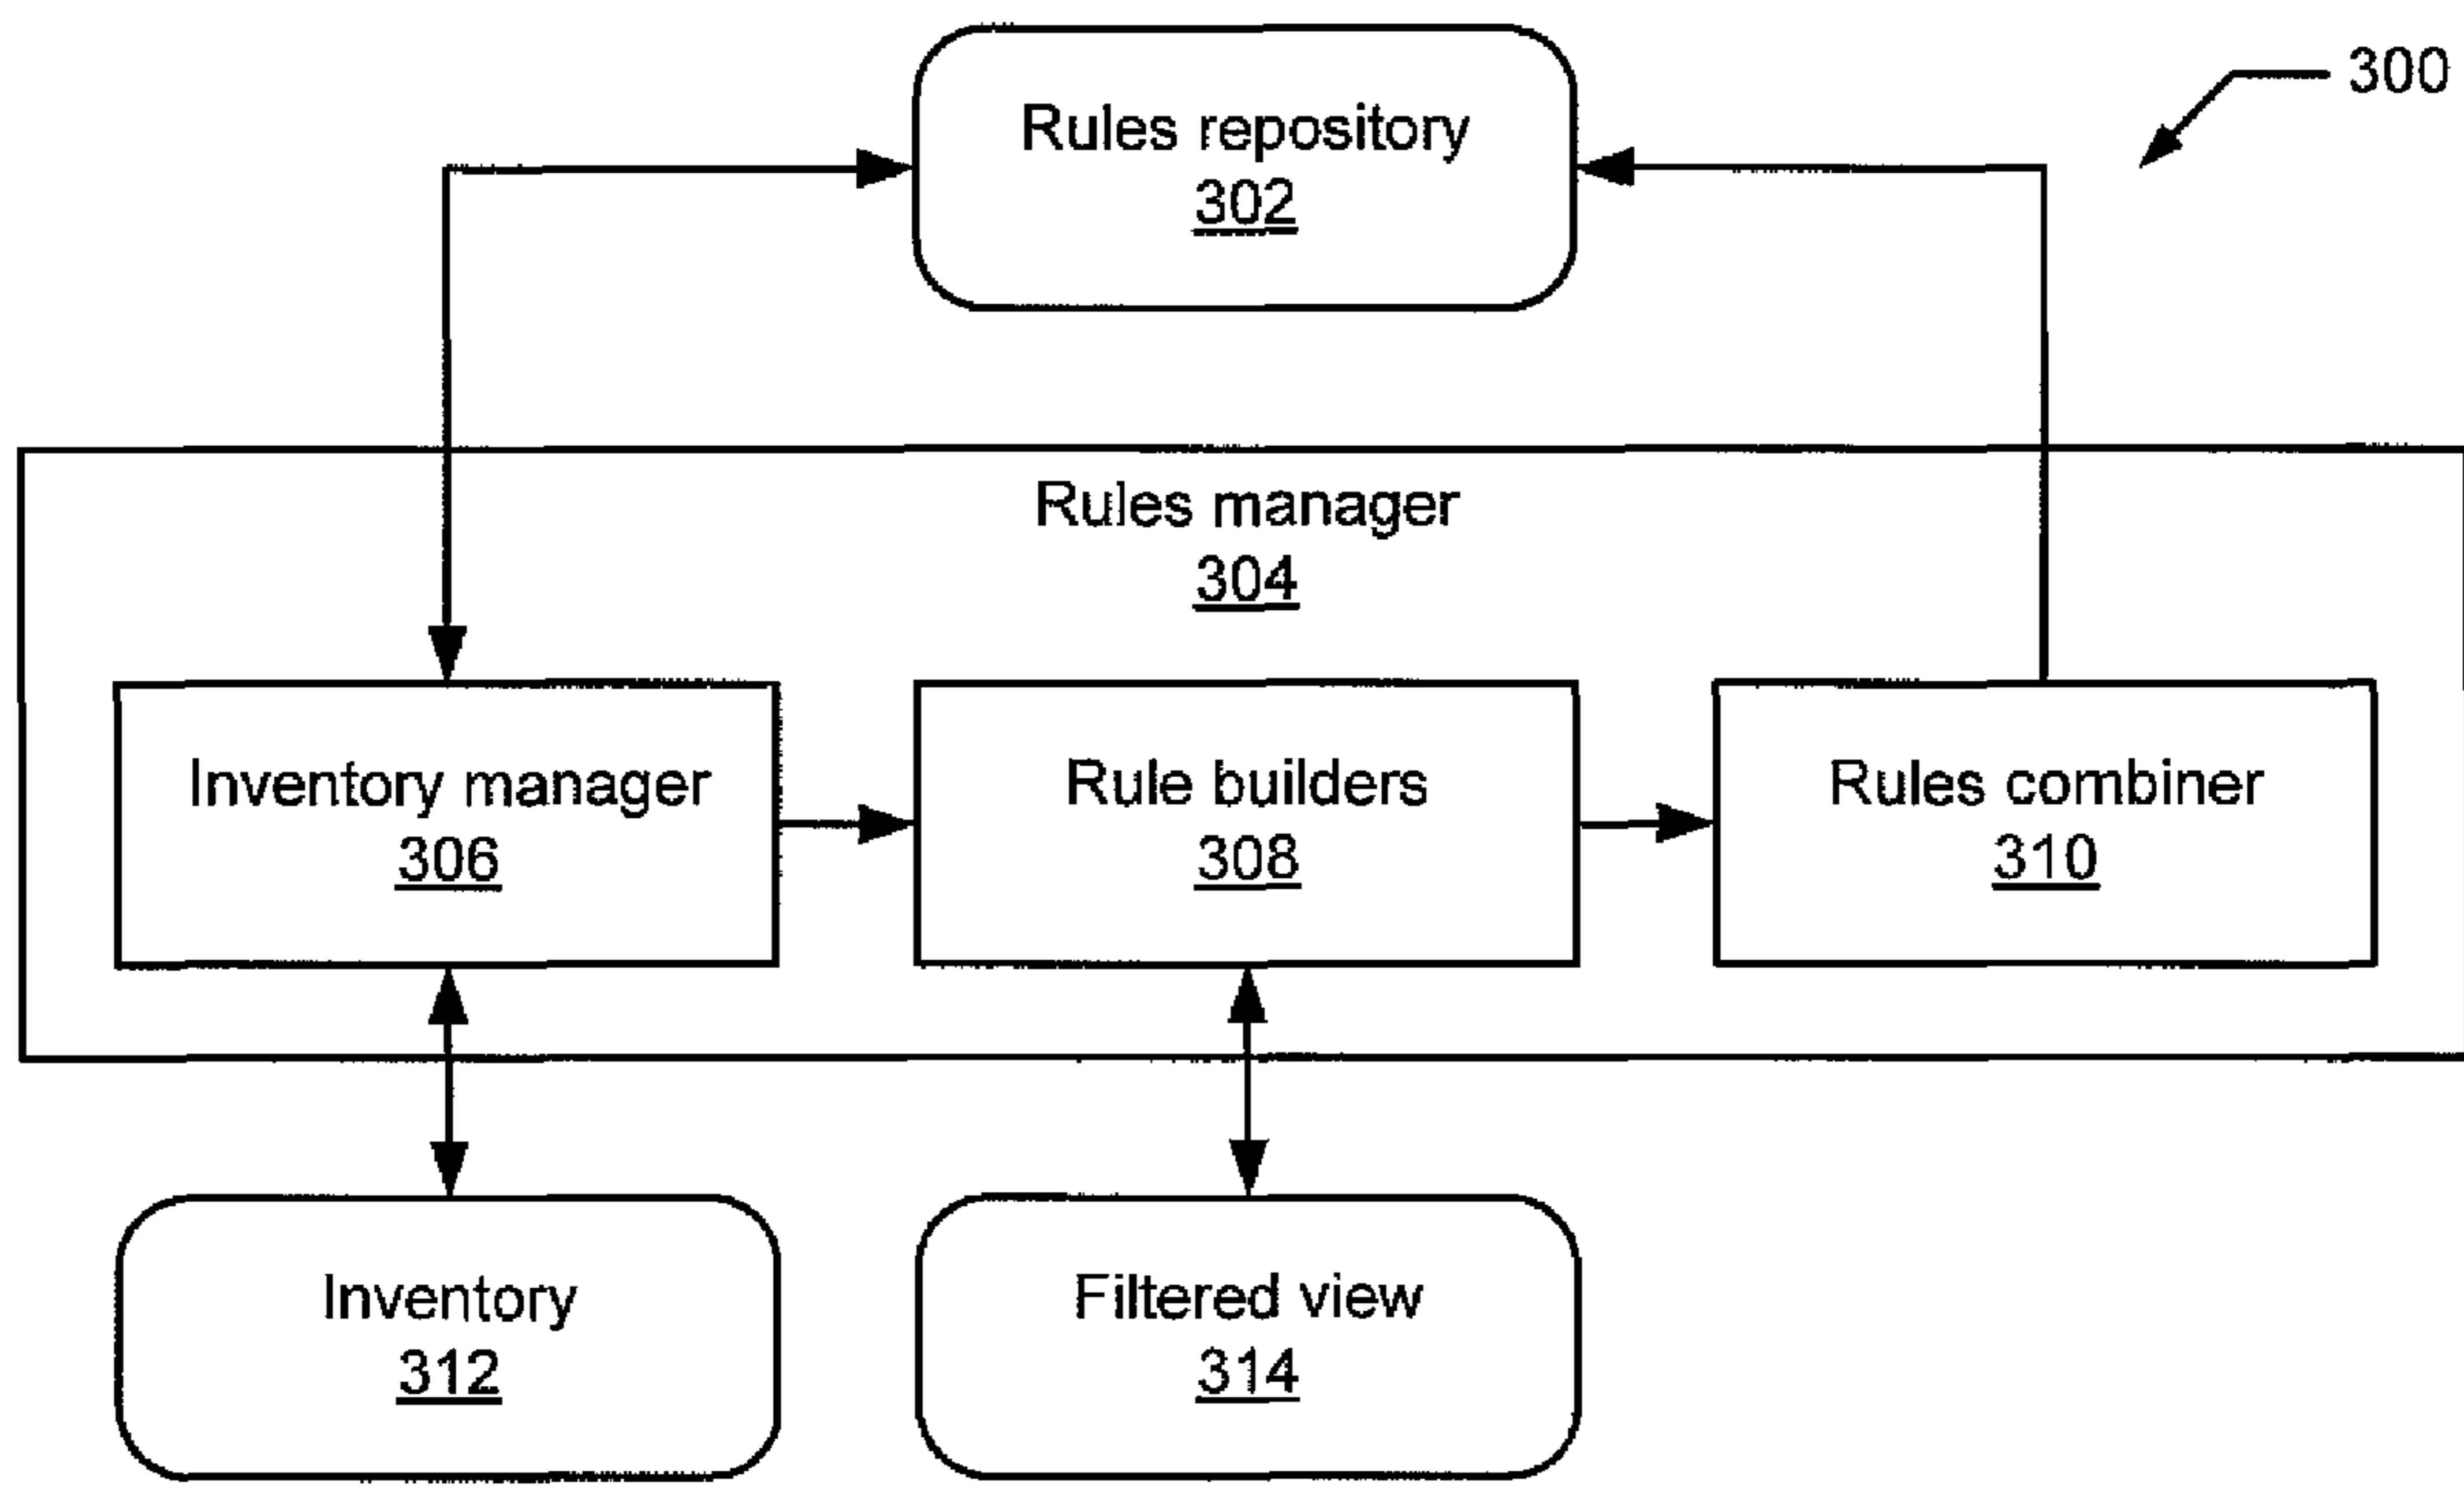 300
Rules repository
302
Rules manager
304
Inventory manager
306
Rule builders
308
Rules combiner
310
Inventory
312
Filtered view
314